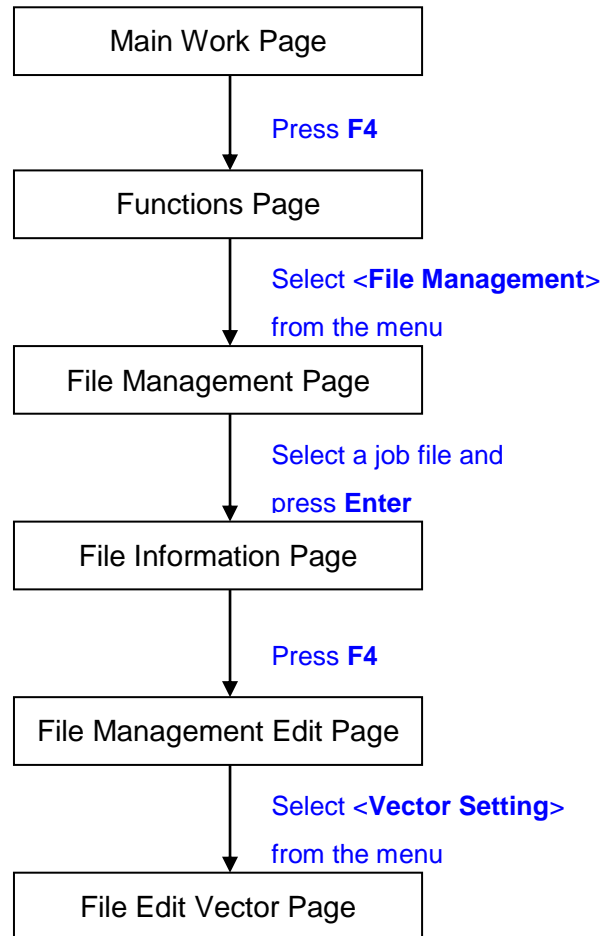 Main Work Page
Press F4
Functions Page
Select <File Management>
from the menu
File Management Page
Select a job file and
press Enter
File Information Page
Press F4
File Management Edit Page
Select <Vector Setting>
from the menu
File Edit Vector Page